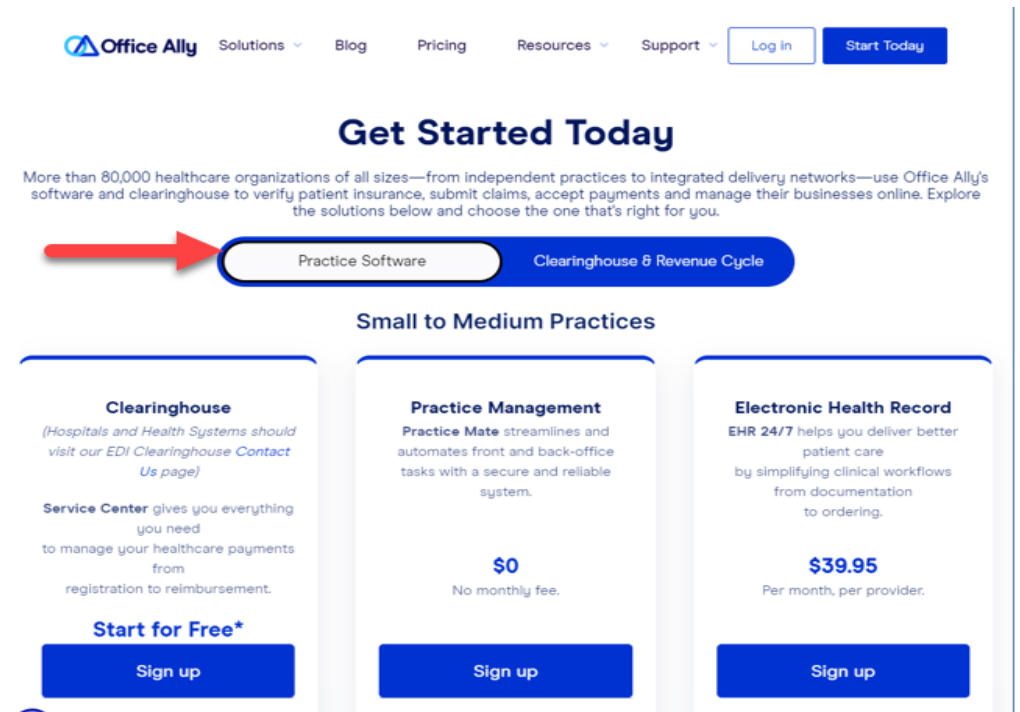 Office Ally Solutions Blog Pricing Resources Support Log in Start Today
Get Started Today
More than 80,000 healthcare organizations of all sizes—from independent practices to integrated delivery networks—use Office Ally's
software and clearinghouse to verify patient insurance, submit claims, accept payments and manage their businesses online. Explore
the solutions below and choose the one that's right for you.
Practice Software Clearinghouse & Revenue Cycle
Small to Medium Practices
Clearinghouse
(Hospitals and Health Systems should
visit our EDI Clearinghouse Contact
Us page)
Service Center gives you everything
you need
to manage your healthcare payments
from
registration to reimbursement.
Start for Free*
Sign up
Practice Management
Practice Mate streamlines and
automates front and back-office
tasks with a secure and reliable
system.
$0
No monthly fee.
Sign up
Electronic Health Record
EHR 24/7 helps you deliver better
patient care
by simplifying clinical workflows
from documentation
to ordering.
$39.95
Per month, per provider.
Sign up